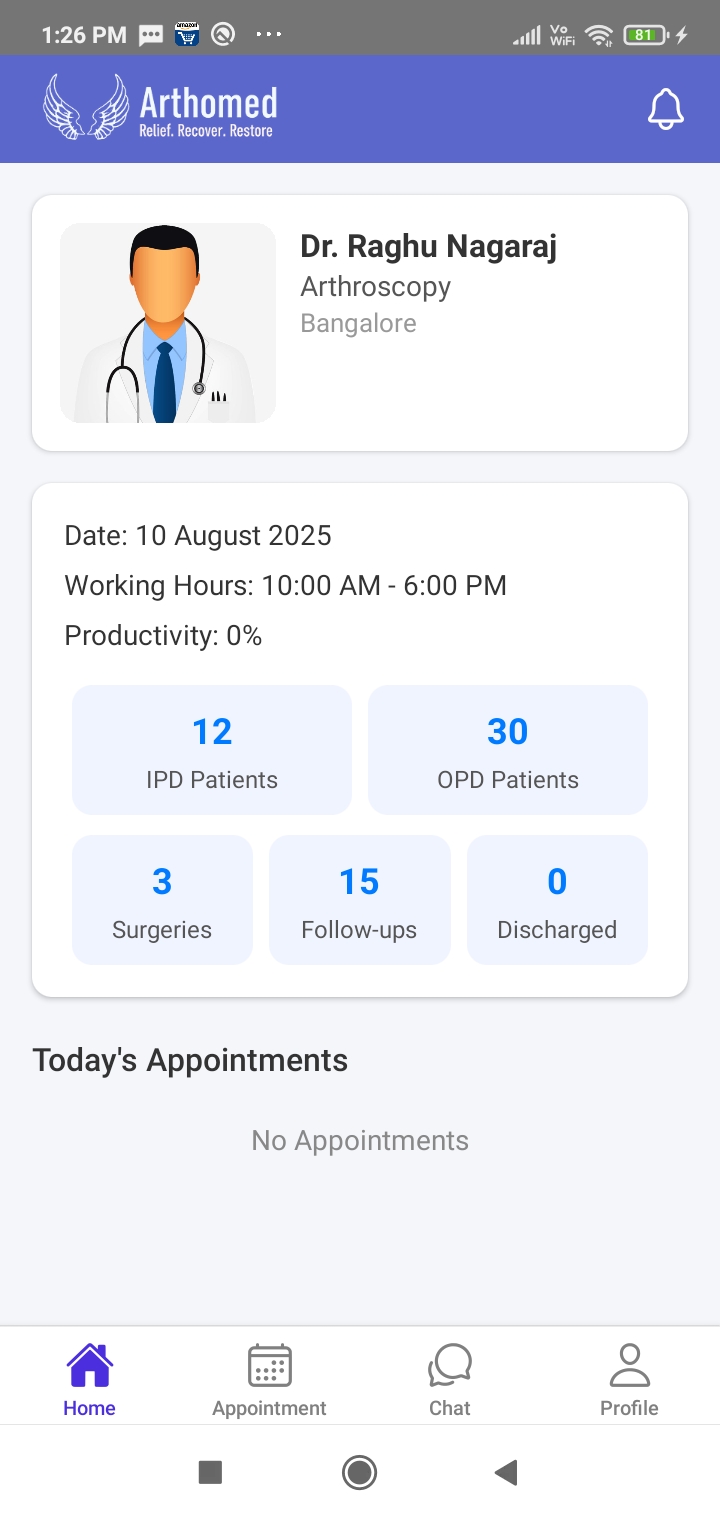 1:26 PM
amazon
Vo
WiFi
81
Arthomed
Relief. Recover. Restore
Dr. Raghu Nagaraj
Arthroscopy
Bangalore
Date: 10 August 2025
Working Hours: 10:00 AM - 6:00 PM
Productivity: 0%
12
IPD Patients
30
OPD Patients
3
Surgeries
15
Follow-ups
0
Discharged
Today's Appointments
No Appointments
Home
Appointment
Chat
Profile